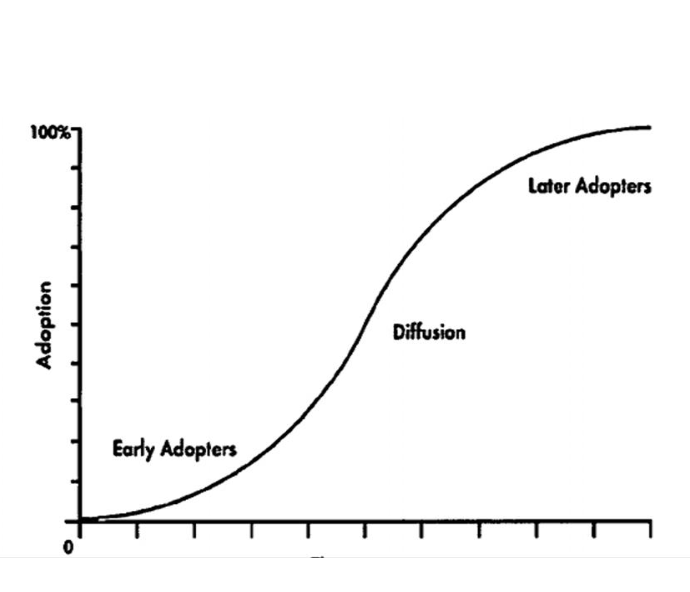 100%
Later Adopters
Adoption
Diffusion
Early Adopters
0